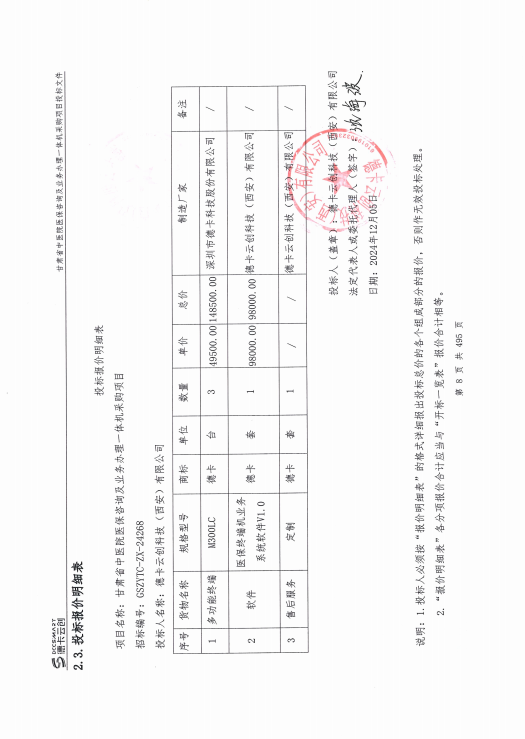 DECCSMART
德卡云创
甘肃省中医院医保咨询及业务办理一体机采购项目投标文件
2.3.投标报价明细表
投标报价明细表
项目名称：甘肃省中医院医保咨询及业务办理一体机采购项目
招标编号：GSZYTC-ZX-24268
投标人名称：德卡云创科技（西安）有限公司
序号 货物名称 规格型号 商标 单位 数量 单价 总价 制造厂家 备注
1 多功能终端 M300LC 德卡 台 3 49500.00 148500.00 深圳市德卡科技股份有限公司 /
2 软件 医保终端机业务系统软件V1.0 德卡 套 1 98000.00 98000.00 德卡云创科技（西安）有限公司 /
3 售后服务 定制 德卡 套 1 / / 德卡云创科技（西安）有限公司 /
投标人（盖章）：德卡云创科技（西安）有限公司
法定代表人或委托代理人（签字）：
日期：2024年12月05日
说明：1.投标人必须按“报价明细表”的格式详细报出投标总价的各个组成部分的报价，否则作无效投标处理。
2.“报价明细表”各分项报价合计应当与“开标一览表”报价合计相等。
第 8 页 共 495 页